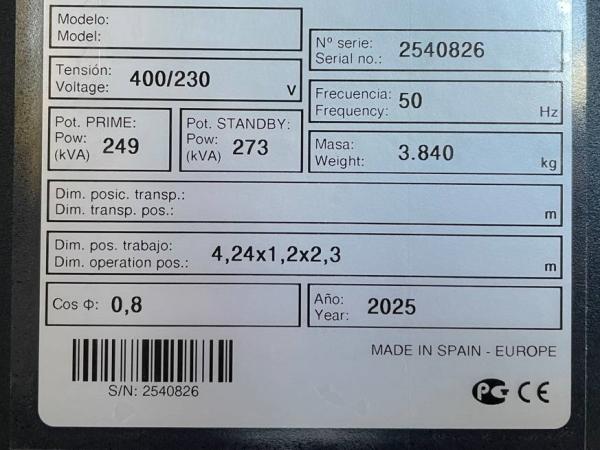 Modelo:
Model:
Nº serie:
Serial no.: 2540826
Tensión:
Voltage: 400/230 V
Frecuencia:
Frequency: 50 Hz
Pot. PRIME:
Pow:
(kVA) 249
Pot. STANDBY:
Pow:
(kVA) 273
Masa:
Weight: 3.840 kg
Dim. posic. transp.:
Dim. transp. pos.: m
Dim. pos. trabajo:
Dim. operation pos.: 4,24x1,2x2,3 m
Cos Φ: 0,8
Año:
Year: 2025
MADE IN SPAIN - EUROPE
S/N: 2540826
PG CE